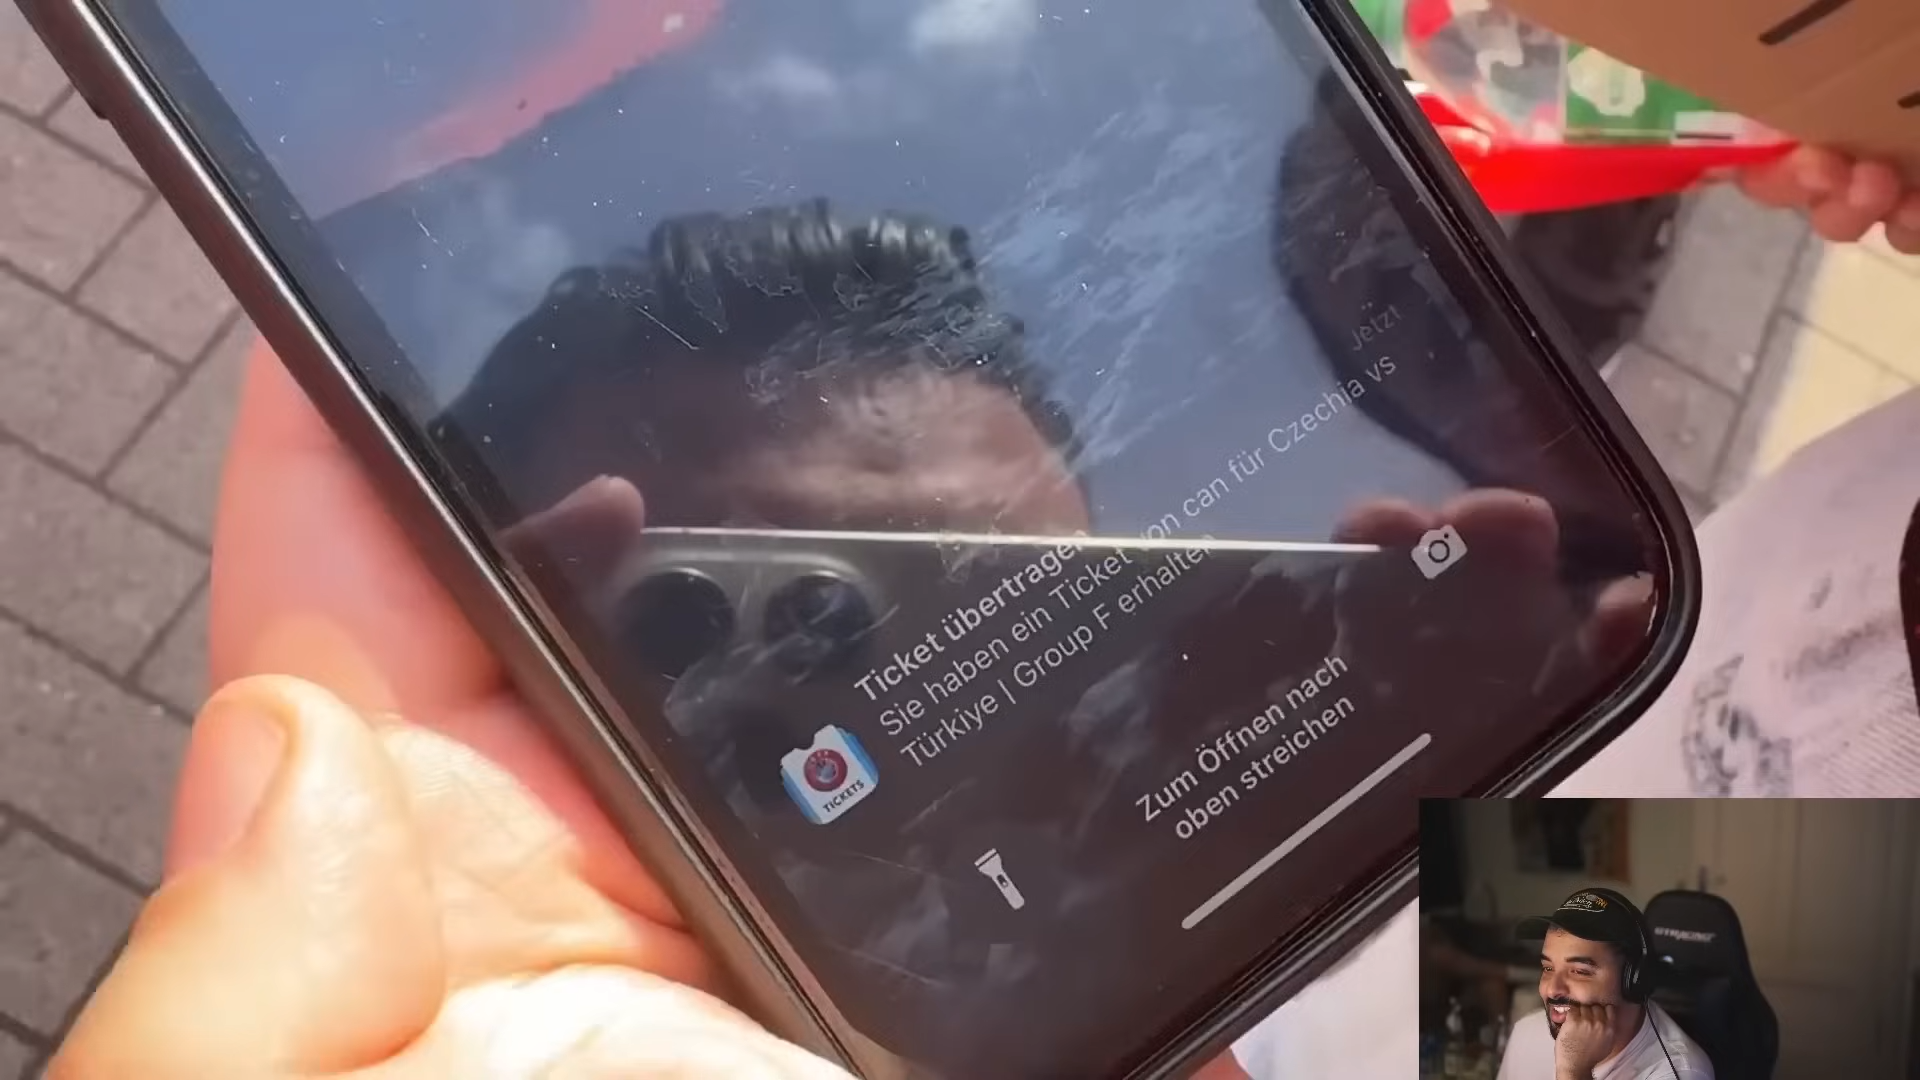 Jetzt
Ticket übertragen
Sie haben ein Ticket von can für Czechia vs
Türkiye | Group F erhalten
TICKETS
Zum Öffnen nach
oben streichen